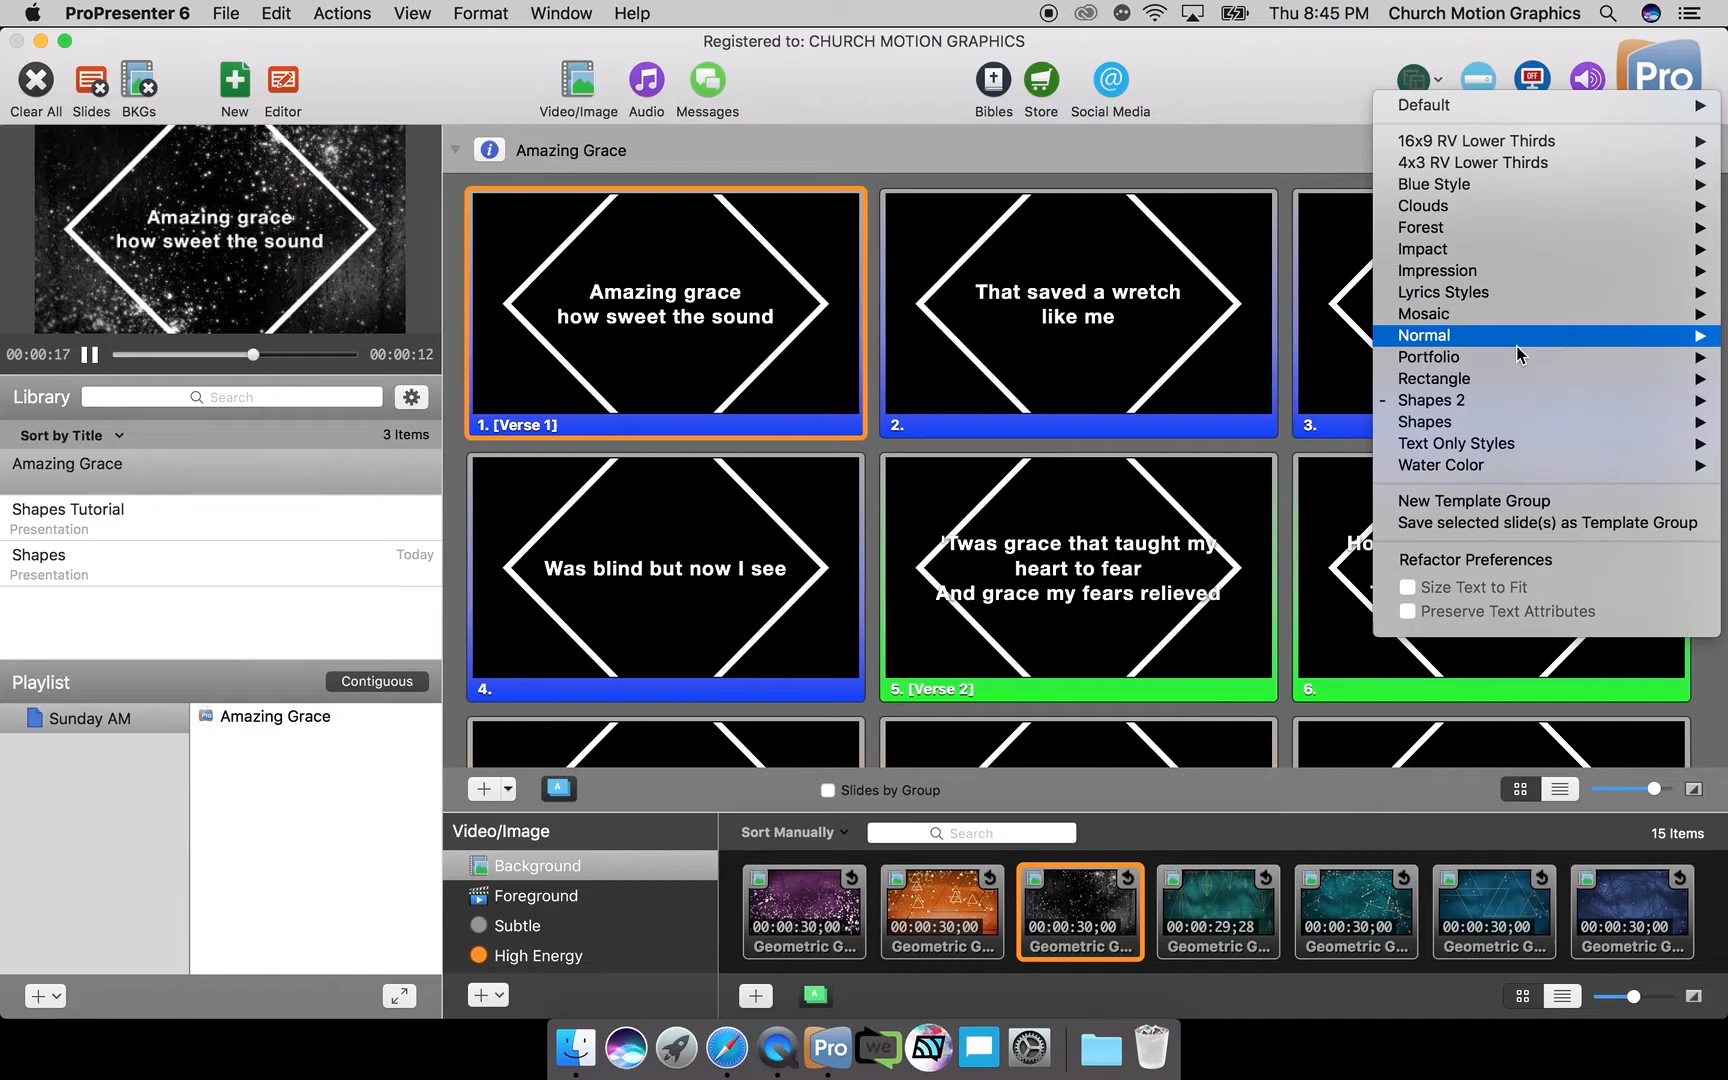 ProPresenter 6 File Edit Actions View Format Window Help
Thu 8:45 PM Church Motion Graphics
Registered to: CHURCH MOTION GRAPHICS
Clear All Slides BKGs New Editor Video/Image Audio Messages Bibles Store Social Media
OFF
Pro
Amazing grace
how sweet the sound
00:00:17 00:00:12
Library Search
Sort by Title 3 Items
Amazing Grace
Shapes Tutorial
Presentation
Shapes Today
Presentation
Playlist Contiguous
Sunday AM
Pro Amazing Grace
Amazing Grace
Amazing grace
how sweet the sound
1. [Verse 1]
That saved a wretch
like me
2.
3.
Was blind but now I see
4.
'Twas grace that taught my
heart to fear
And grace my fears relieved
5. [Verse 2]
Ho
6.
Default
16x9 RV Lower Thirds
4x3 RV Lower Thirds
Blue Style
Clouds
Forest
Impact
Impression
Lyrics Styles
Mosaic
Normal
Portfolio
Rectangle
Shapes 2
Shapes
Text Only Styles
Water Color
New Template Group
Save selected slide(s) as Template Group
Refactor Preferences
Size Text to Fit
Preserve Text Attributes
A
Slides by Group
Video/Image
Background
Foreground
Subtle
High Energy
Sort Manually Search 15 Items
00:00:30;00 00:00:30;00 00:00:30;00 00:00:29;28 00:00:30;00 00:00:30;00 00:00:30;00
Geometric G... Geometric G... Geometric G... Geometric G... Geometric G... Geometric G... Geometric G...
A
Pro we